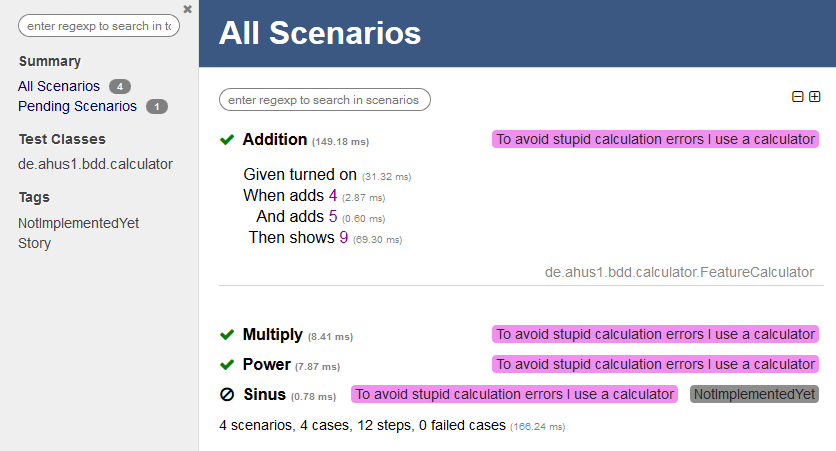 enter regexp to search in to
Summary
All Scenarios 4
Pending Scenarios 1
Test Classes
de.ahus1.bdd.calculator
Tags
NotImplementedYet
Story
All Scenarios
enter regexp to search in scenarios
Addition (149.18 ms) To avoid stupid calculation errors I use a calculator
Given turned on (31.32 ms)
When adds 4 (2.87 ms)
And adds 5 (0.60 ms)
Then shows 9 (69.30 ms)
de.ahus1.bdd.calculator.FeatureCalculator
Multiply (8.41 ms) To avoid stupid calculation errors I use a calculator
Power (7.87 ms) To avoid stupid calculation errors I use a calculator
Sinus (0.78 ms) To avoid stupid calculation errors I use a calculator NotImplementedYet
4 scenarios, 4 cases, 12 steps, 0 failed cases (166.24 ms)